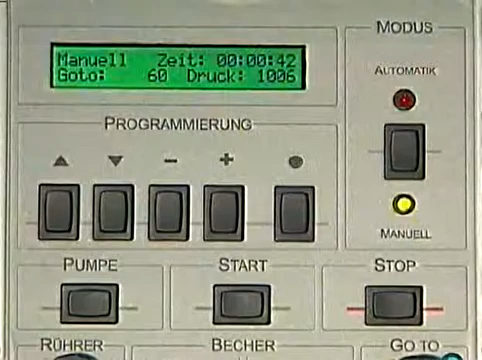 MODUS
Manuell Zeit: 00:00:42
Goto: 60 Druck: 1006
AUTOMATIK
PROGRAMMIERUNG
− +
MANUELL
PUMPE START STOP
RÜHRER BECHER GO TO